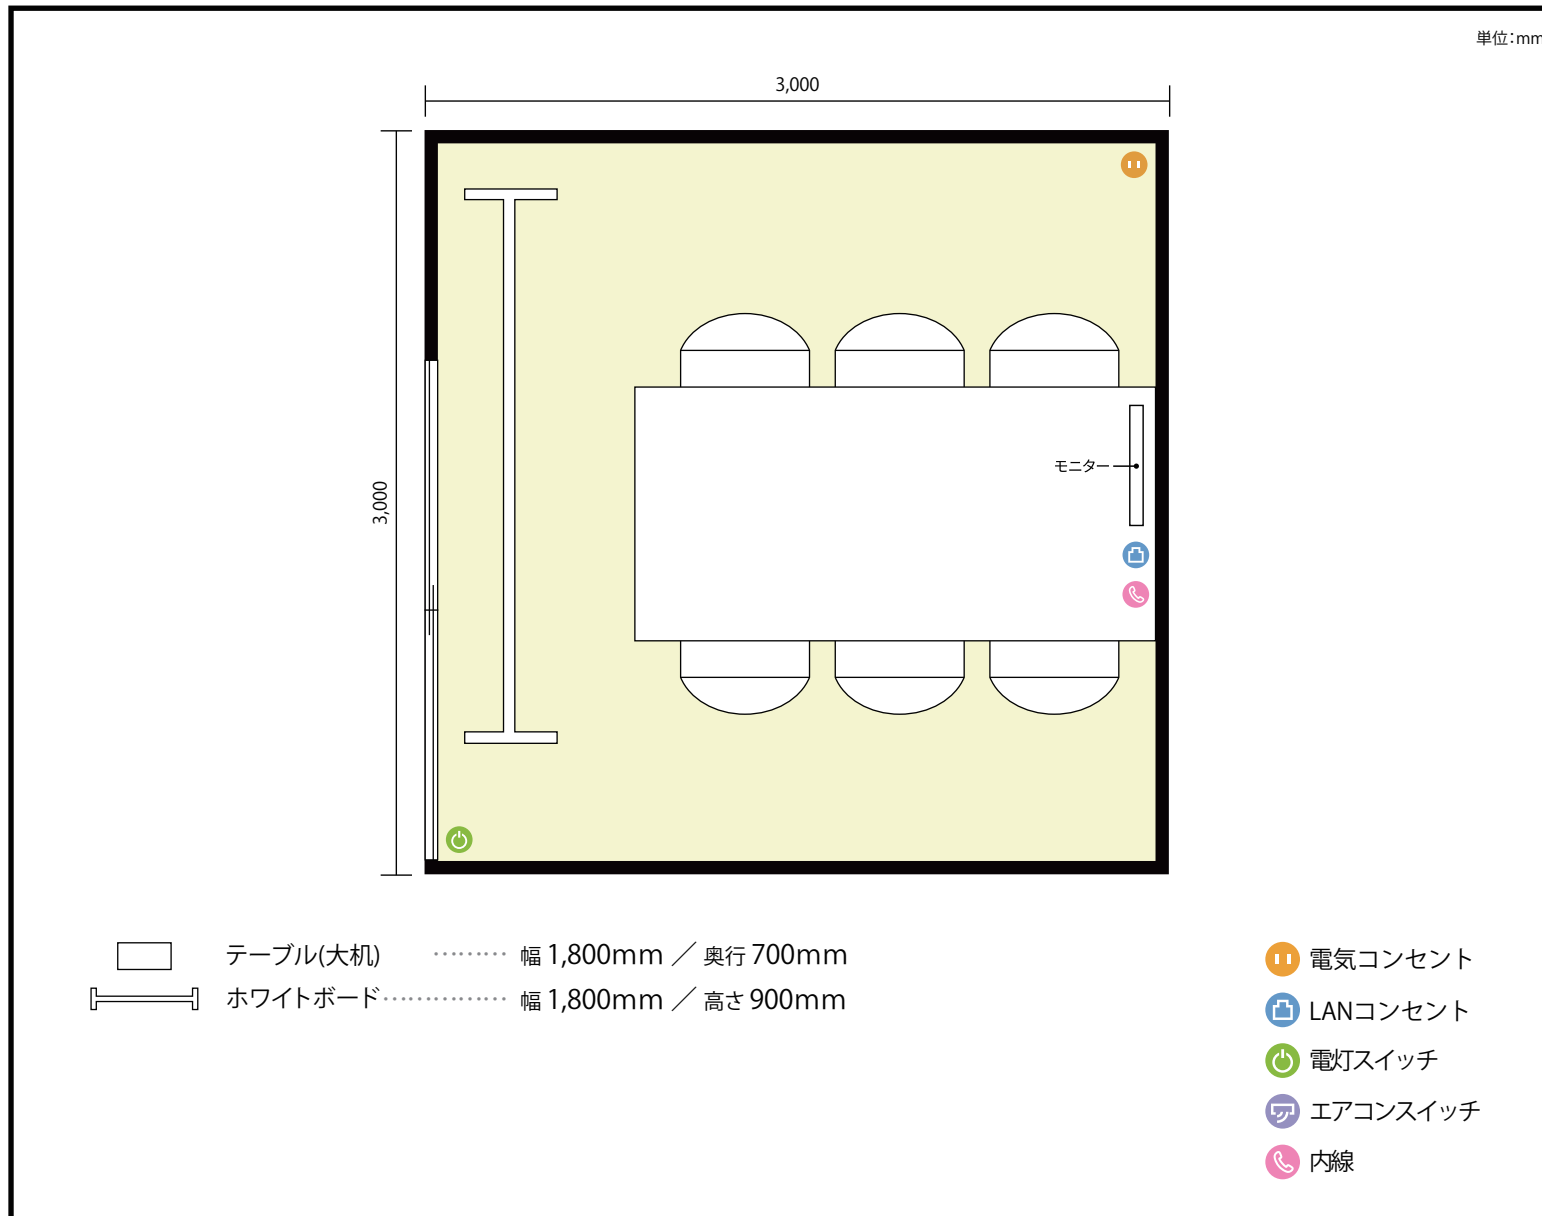 単位：mm
3,000
3,000
モニター
テーブル(大机) ········ 幅 1,800mm ／ 奥行 700mm
ホワイトボード ·············· 幅 1,800mm ／ 高さ 900mm
電気コンセント
LANコンセント
電灯スイッチ
エアコンスイッチ
内線